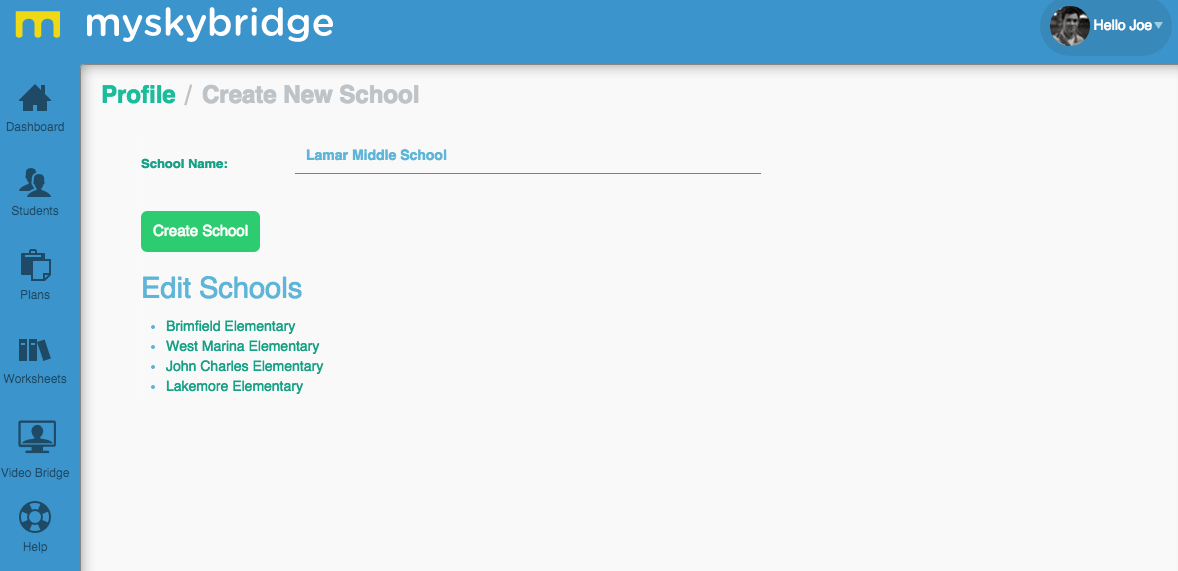 m myskybridge
Hello Joe
Profile / Create New School
School Name: Lamar Middle School
Create School
Edit Schools
Brimfield Elementary
West Marina Elementary
John Charles Elementary
Lakemore Elementary
Dashboard
Students
Plans
Worksheets
Video Bridge
Help